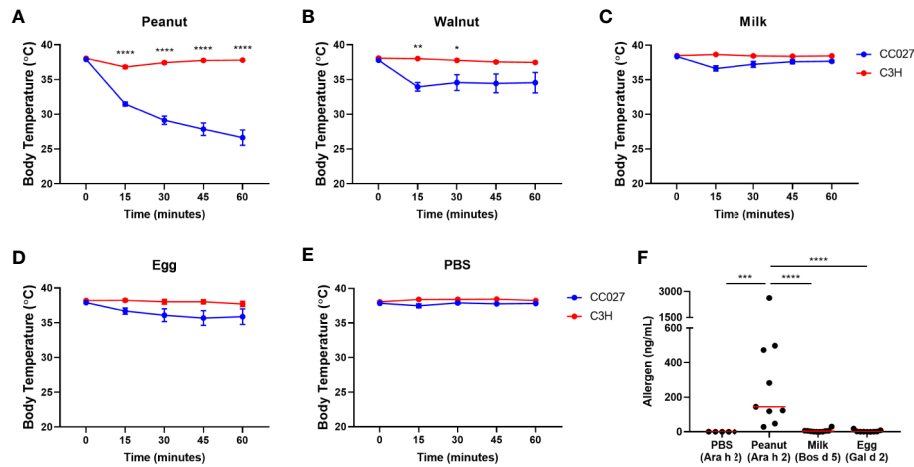 A
Peanut
Body Temperature (°C)
40
35
30
25
20
**** **** **** ****
0 15 30 45 60
Time (minutes)
B
Walnut
Body Temperature (°C)
40
35
30
25
20
** *
0 15 30 45 60
Time (minutes)
C
Milk
Body Temperature (°C)
40
35
30
25
20
0 15 30 45 60
Time (minutes)
CC027
C3H
D
Egg
Body Temperature (°C)
40
35
30
25
20
0 15 30 45 60
Time (minutes)
E
PBS
Body Temperature (°C)
40
35
30
25
20
0 15 30 45 60
Time (minutes)
CC027
C3H
F
****
*** ****
Allergen (ng/mL)
3000
1500
600
400
200
0
PBS Peanut Milk Egg
(Ara h 2) (Ara h 2) (Bos d 5) (Gal d 2)